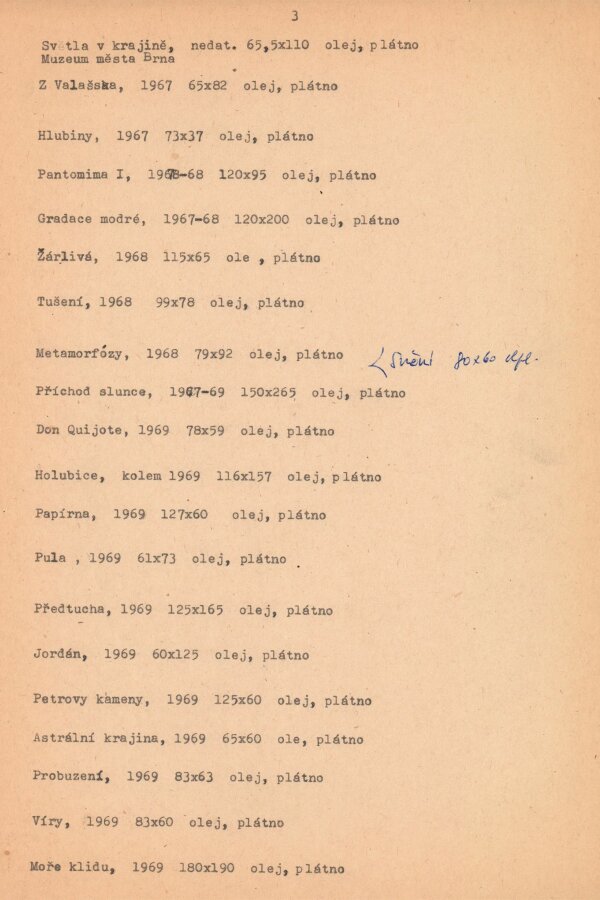 3
Světla v krajině, nedat. 65,5x110 olej, plátno
Muzeum města Brna
Z Valašska, 1967 65x82 olej, plátno
Hlubiny, 1967 73x37 olej, plátno
Pantomima I, 1967-68 120x95 olej, plátno
Gradace modré, 1967-68 120x200 olej, plátno
Žárlivá, 1968 115x65 ole , plátno
Tušení, 1968 99x78 olej, plátno
Metamorfózy, 1968 79x92 olej, plátno
Snění 80x60
Příchod slunce, 1967-69 150x265 olej, plátno
Don Quijote, 1969 78x59 olej, plátno
Holubice, kolem 1969 116x157 olej, plátno
Papírna, 1969 127x60 olej, plátno
Pula , 1969 61x73 olej, plátno
Předtucha, 1969 125x165 olej, plátno
Jordán, 1969 60x125 olej, plátno
Petrovy kameny, 1969 125x60 olej, plátno
Astrální krajina, 1969 65x60 ole, plátno
Probuzení, 1969 83x63 olej, plátno
Víry, 1969 83x60 olej, plátno
Moře klidu, 1969 180x190 olej, plátno